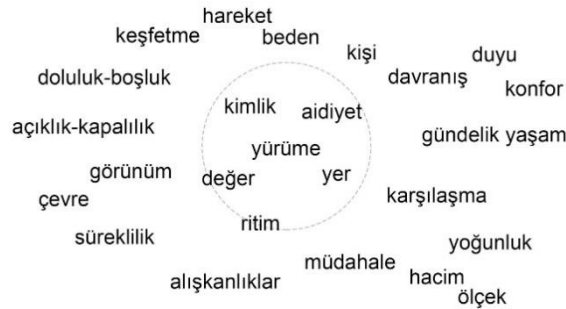 hareket
keşfetme
beden
kişi
duyu
doluluk-boşluk
davranış
konfor
kimlik
aidiyet
açıklık-kapalılık
gündelik yaşam
yürüme
görünüm
değer
yer
çevre
karşılaşma
ritim
süreklilik
yoğunluk
müdahale
alışkanlıklar
hacim
ölçek